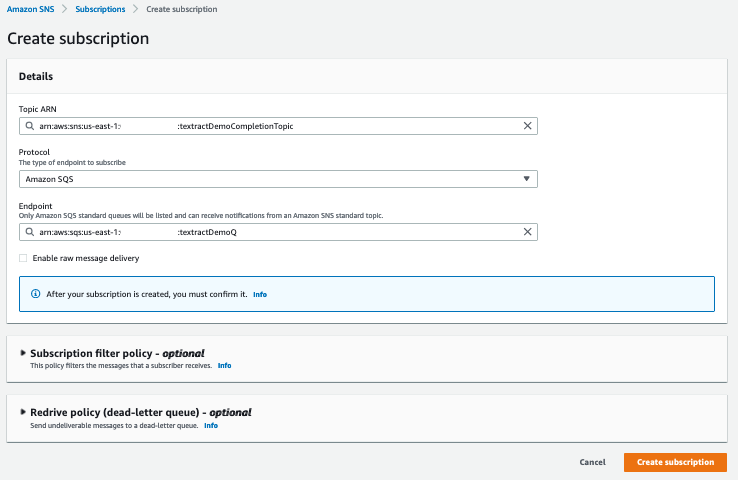 Amazon SNS > Subscriptions > Create subscription
Create subscription
Details
Topic ARN
arn:aws:sns:us-east-1: :textractDemoCompletionTopic
Protocol
The type of endpoint to subscribe
Amazon SQS
Endpoint
Only Amazon SQS standard queues will be listed and can receive notifications from an Amazon SNS standard topic.
arn:aws:sqs:us-east-1: :textractDemoQ
Enable raw message delivery
After your subscription is created, you must confirm it. Info
Subscription filter policy - optional
This policy filters the messages that a subscriber receives. Info
Redrive policy (dead-letter queue) - optional
Send undeliverable messages to a dead-letter queue. Info
Cancel Create subscription